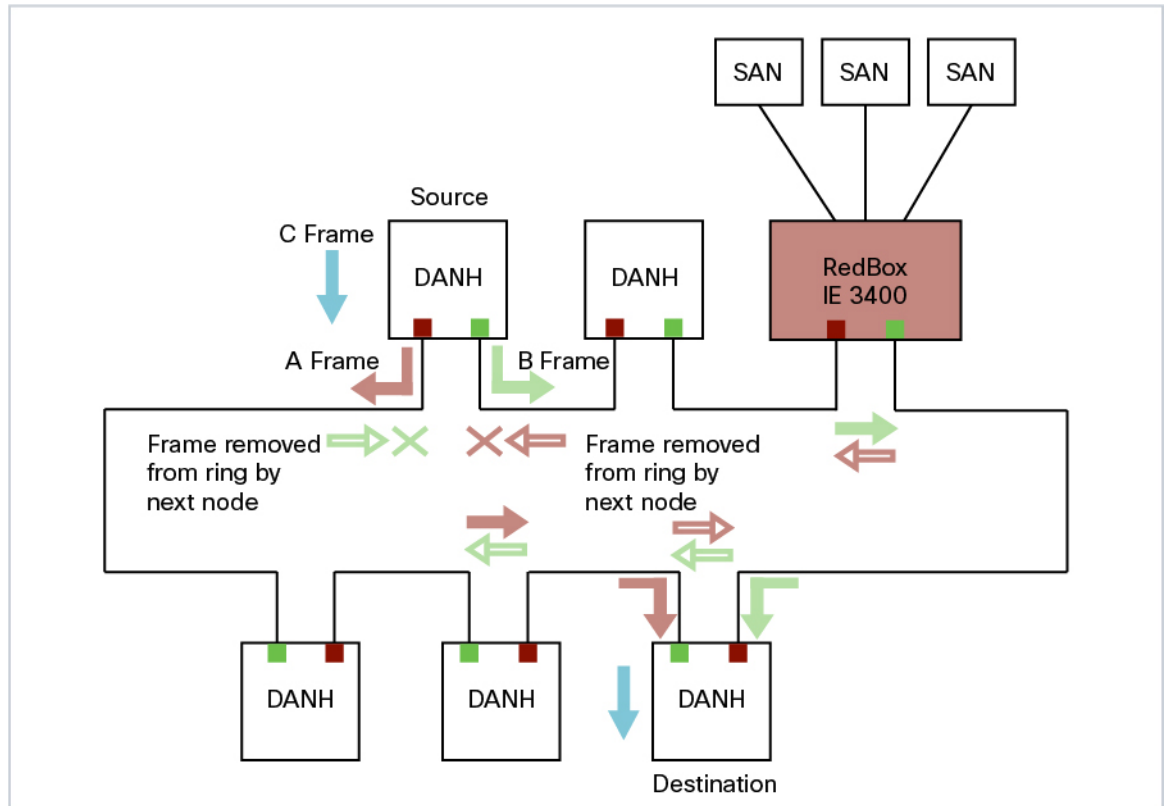 SAN
SAN
SAN
Source
C Frame
DANH
DANH
RedBox
IE 3400
A Frame
B Frame
Frame removed
from ring by
next node
Frame removed
from ring by
next node
DANH
DANH
DANH
Destination